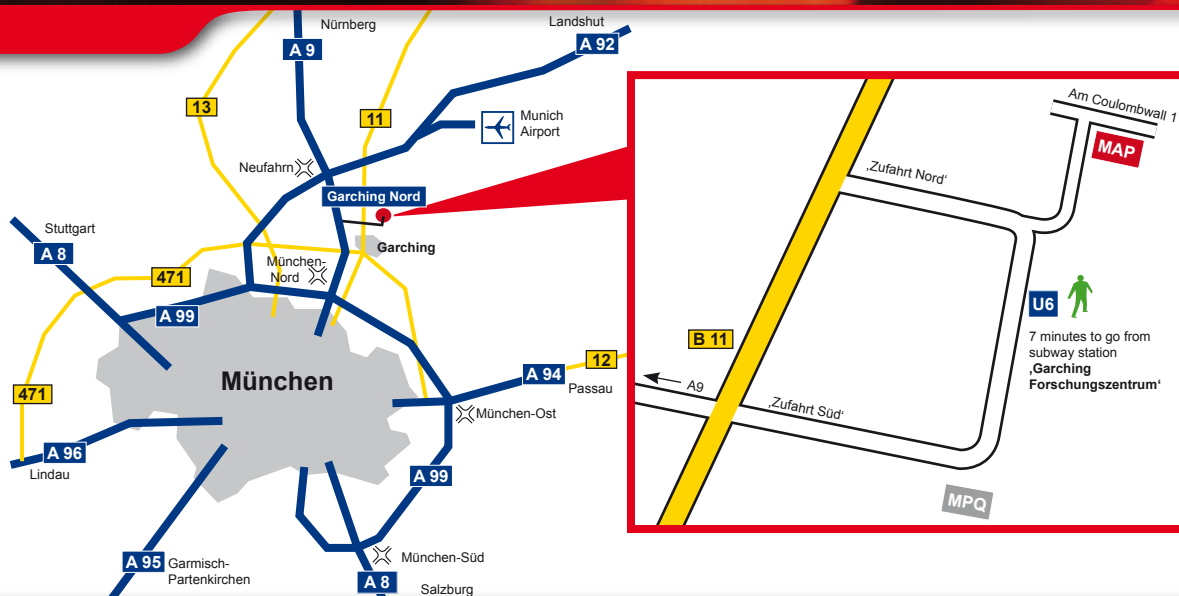 Nürnberg
Landshut
A 9
A 92
13
11
Munich
Airport
Neufahrn
Garching Nord
Stuttgart
A 8
Garching
München-
Nord
471
A 99
München
471
A 94
12
Passau
München-Ost
A 96
Lindau
A 99
A 95
Garmisch-
Partenkirchen
München-Süd
A 8
Salzburg
Am Coulombwall 1
MAP
‚Zufahrt Nord‘
U6
7 minutes to go from
subway station
‚Garching
Forschungszentrum‘
B 11
A9
‚Zufahrt Süd‘
MPQ